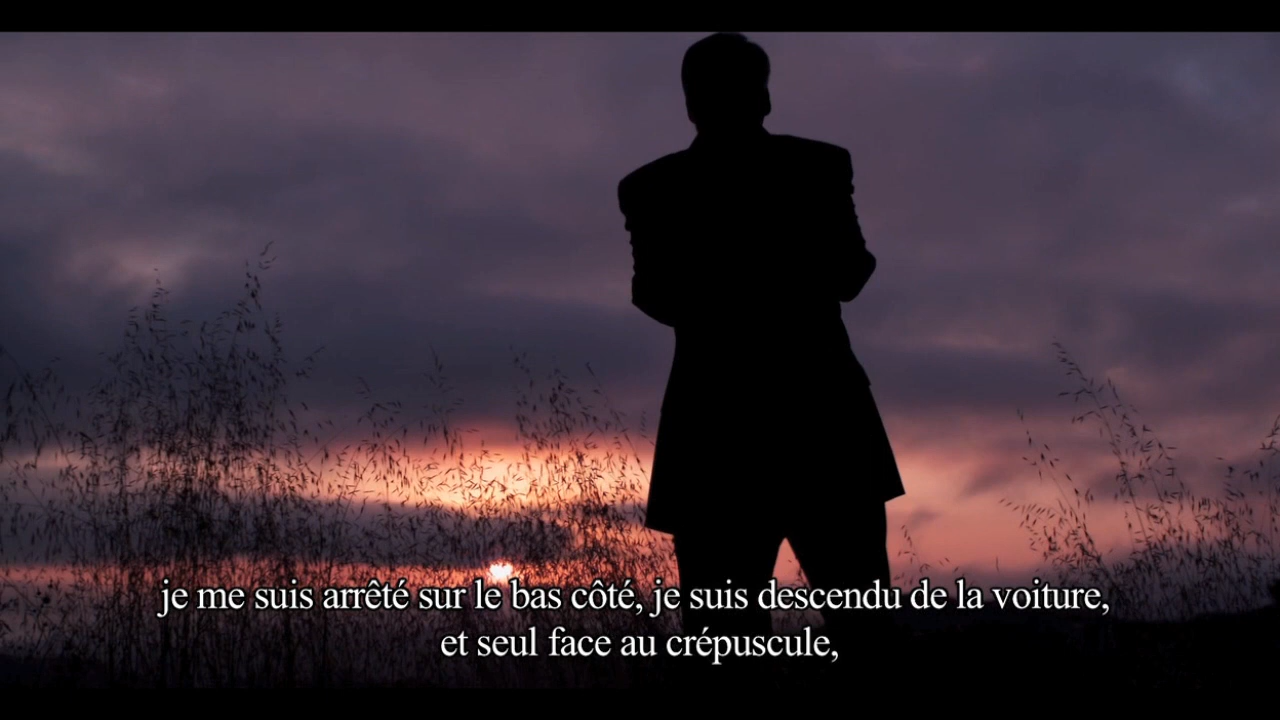 je me suis arrêté sur le bas côté, je suis descendu de la voiture,
et seul face au crépuscule,